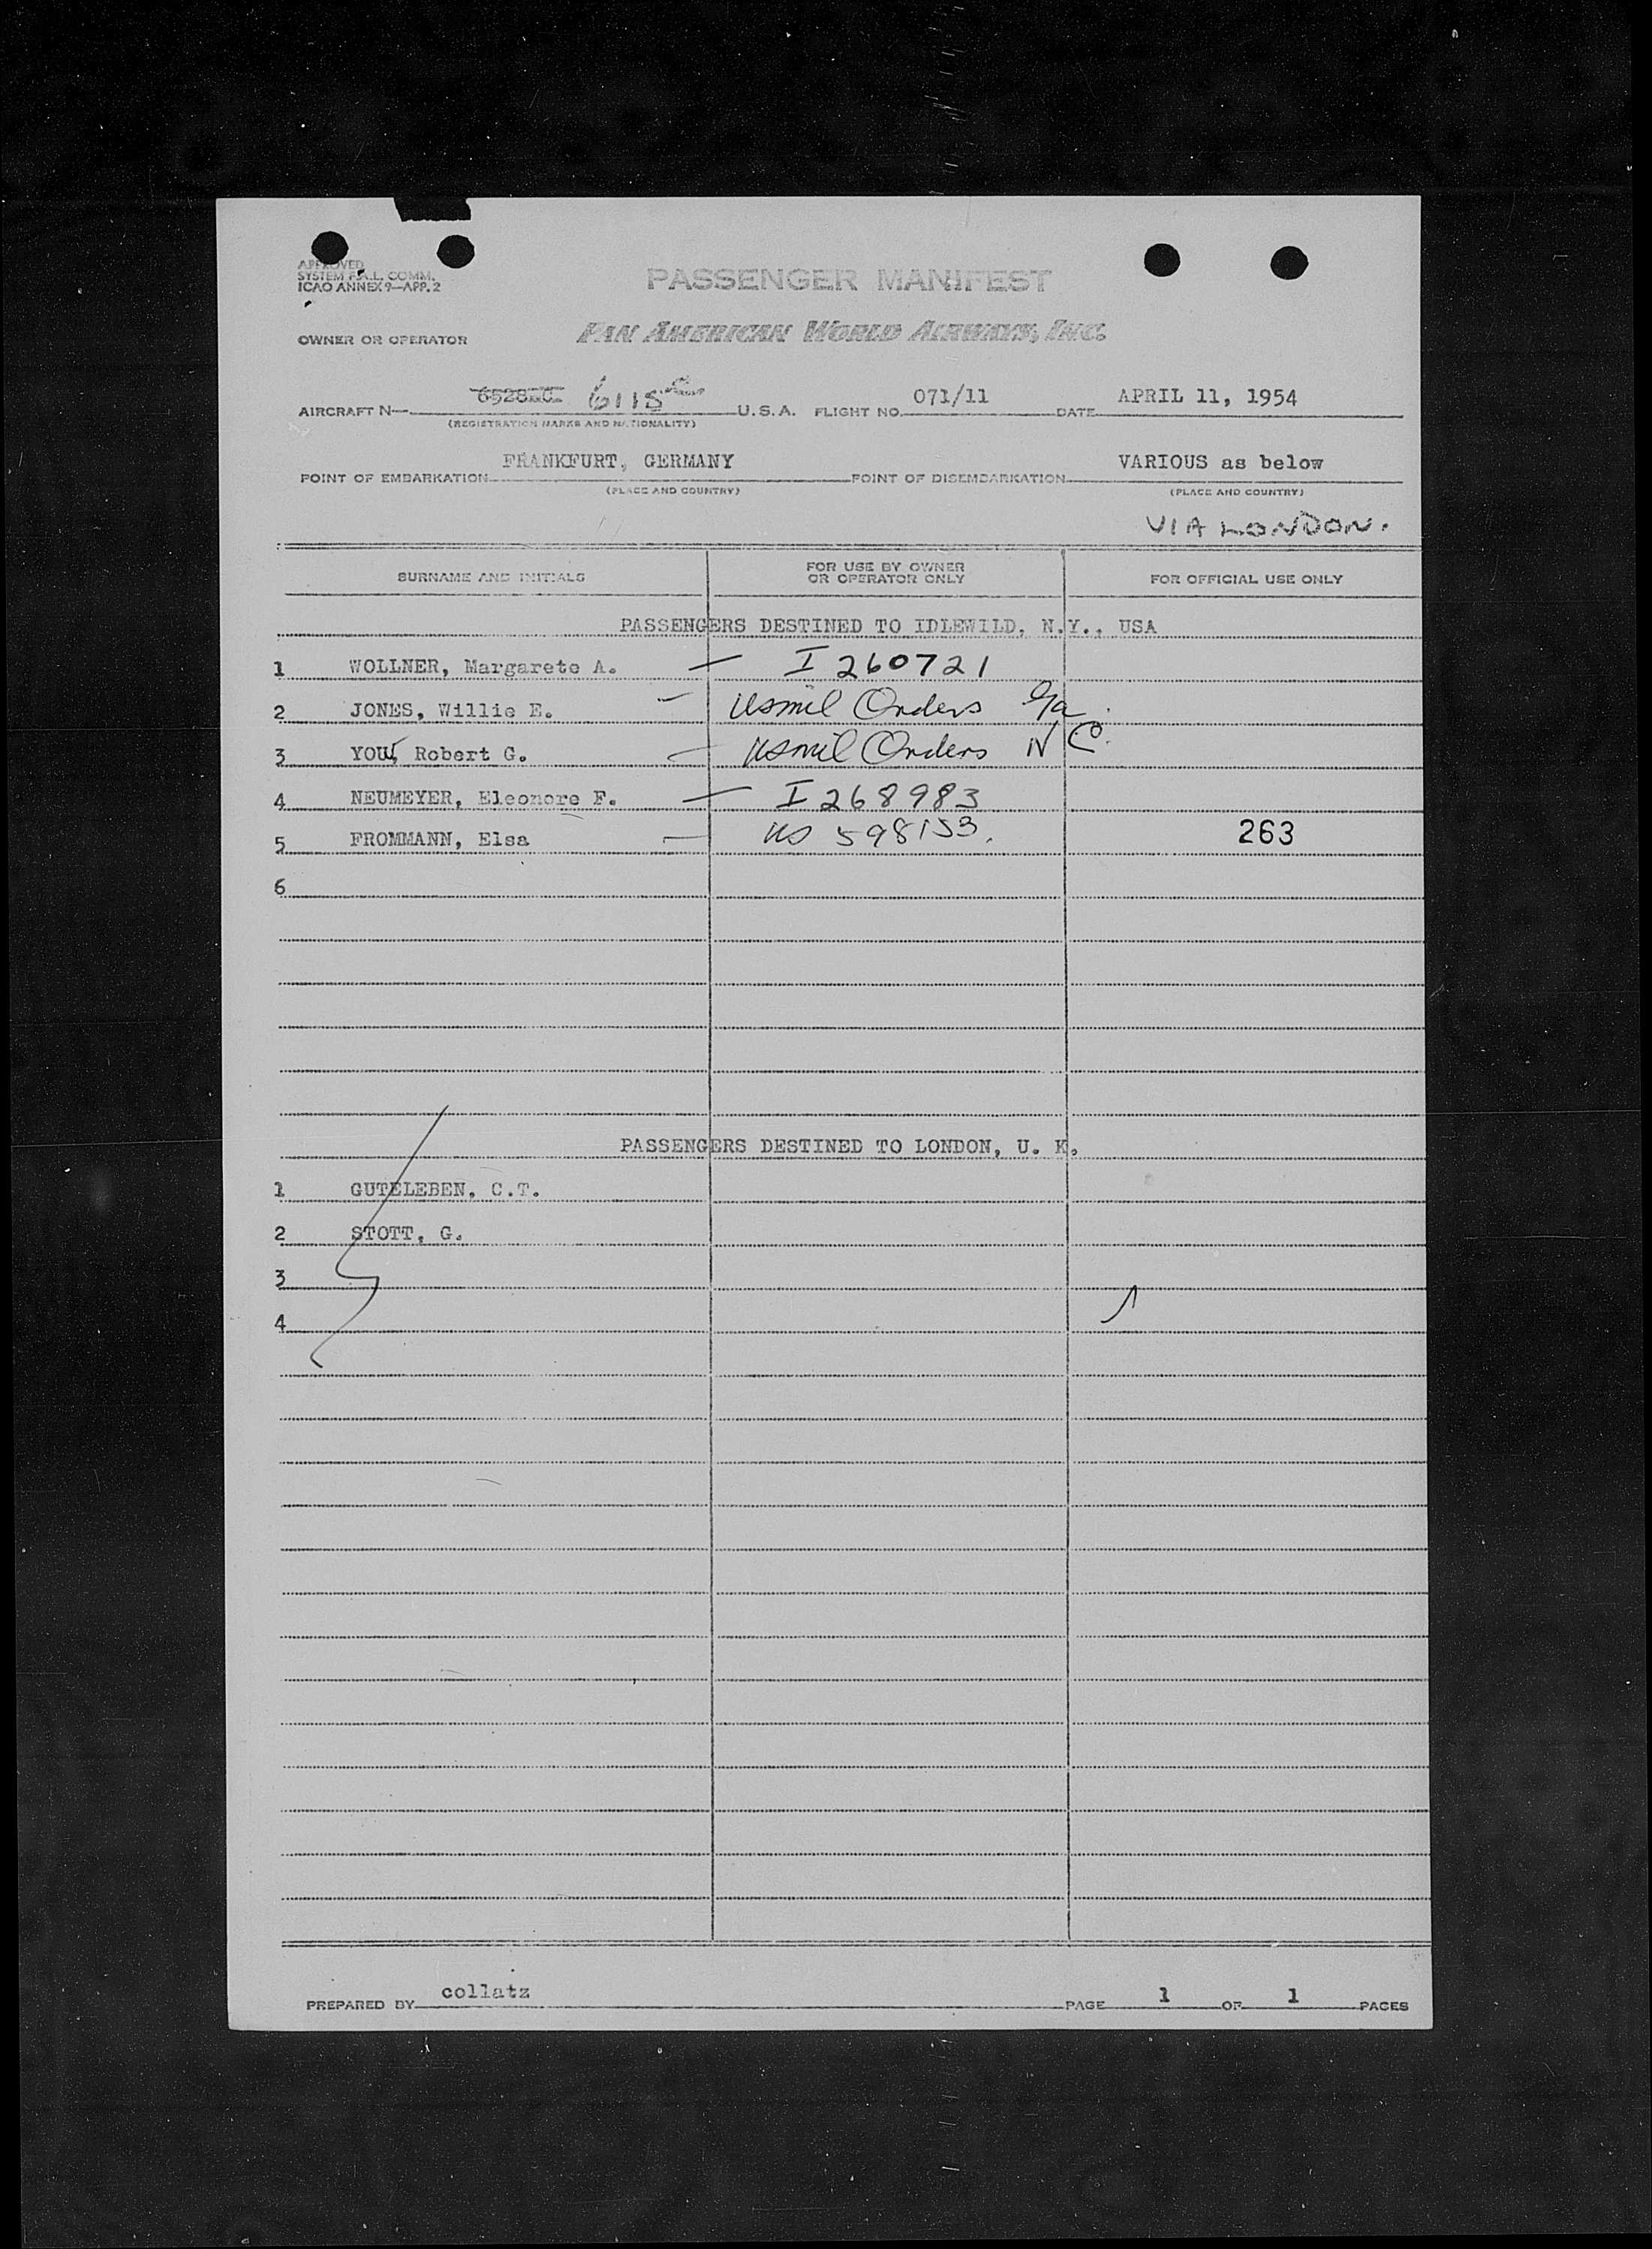 APPROVED
SYSTEM F.A.L. COMM.
ICAO ANNEX 9—APP. 2
PASSENGER MANIFEST
OWNER OR OPERATOR PAN AMERICAN WORLD AIRWAYS, INC.
AIRCRAFT N— 6528 6118 U.S.A. FLIGHT NO. 071/11 DATE APRIL 11, 1954
(REGISTRATION MARKS AND NATIONALITY)
POINT OF EMBARKATION FRANKFURT, GERMANY POINT OF DISEMBARKATION VARIOUS as below
(PLACE AND COUNTRY) (PLACE AND COUNTRY)
VIA LONDON.
SURNAME AND INITIALS FOR USE BY OWNER OR OPERATOR ONLY FOR OFFICIAL USE ONLY
PASSENGERS DESTINED TO IDLEWILD, N.Y., USA
1 WOLLNER, Margarete A. — I 260721
2 JONES, Willie E. — Usmil Orders Ga.
3 YOU, Robert G. — Usmil Orders N C.
4 NEUMEYER, Eleonore F. — I 268983
5 FROMMANN, Elsa — US 598153. 263
6
PASSENGERS DESTINED TO LONDON, U. K.
1 GUTELEBEN, C.T.
2 STOTT, G.
3
4
PREPARED BY collatz PAGE 1 OF 1 PAGES